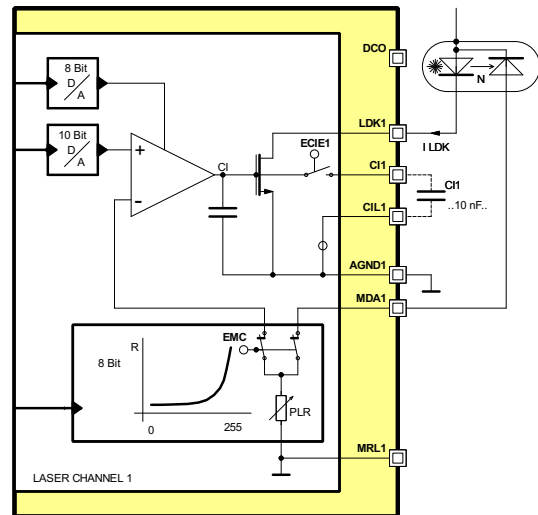 8 Bit
D
A
DCO
N
10 Bit
D
A
LDK1
I LDK
ECIE1
+
CI
CI1
CI1
..10 nF..
-
CIL1
AGND1
MDA1
EMC
R
8 Bit
PLR
0
255
MRL1
LASER CHANNEL 1